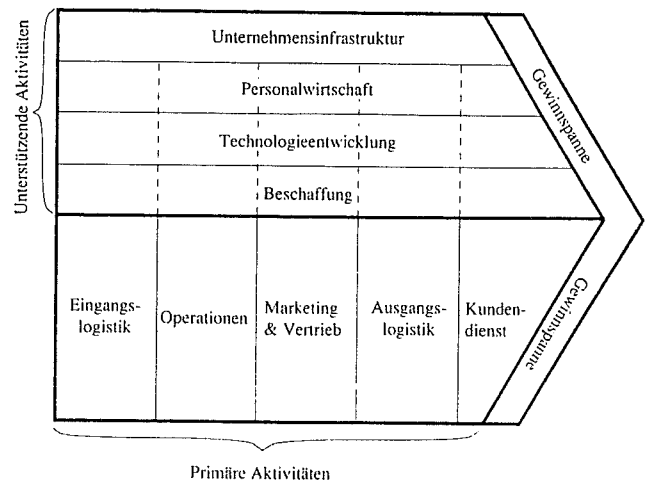 Unterstützende Aktivitäten
Unternehmensinfrastruktur
Personalwirtschaft
Technologieentwicklung
Beschaffung
Gewinnspanne
Eingangs-
logistik
Operationen
Marketing
& Vertrieb
Ausgangs-
logistik
Kunden-
dienst
Gewinnspanne
Primäre Aktivitäten